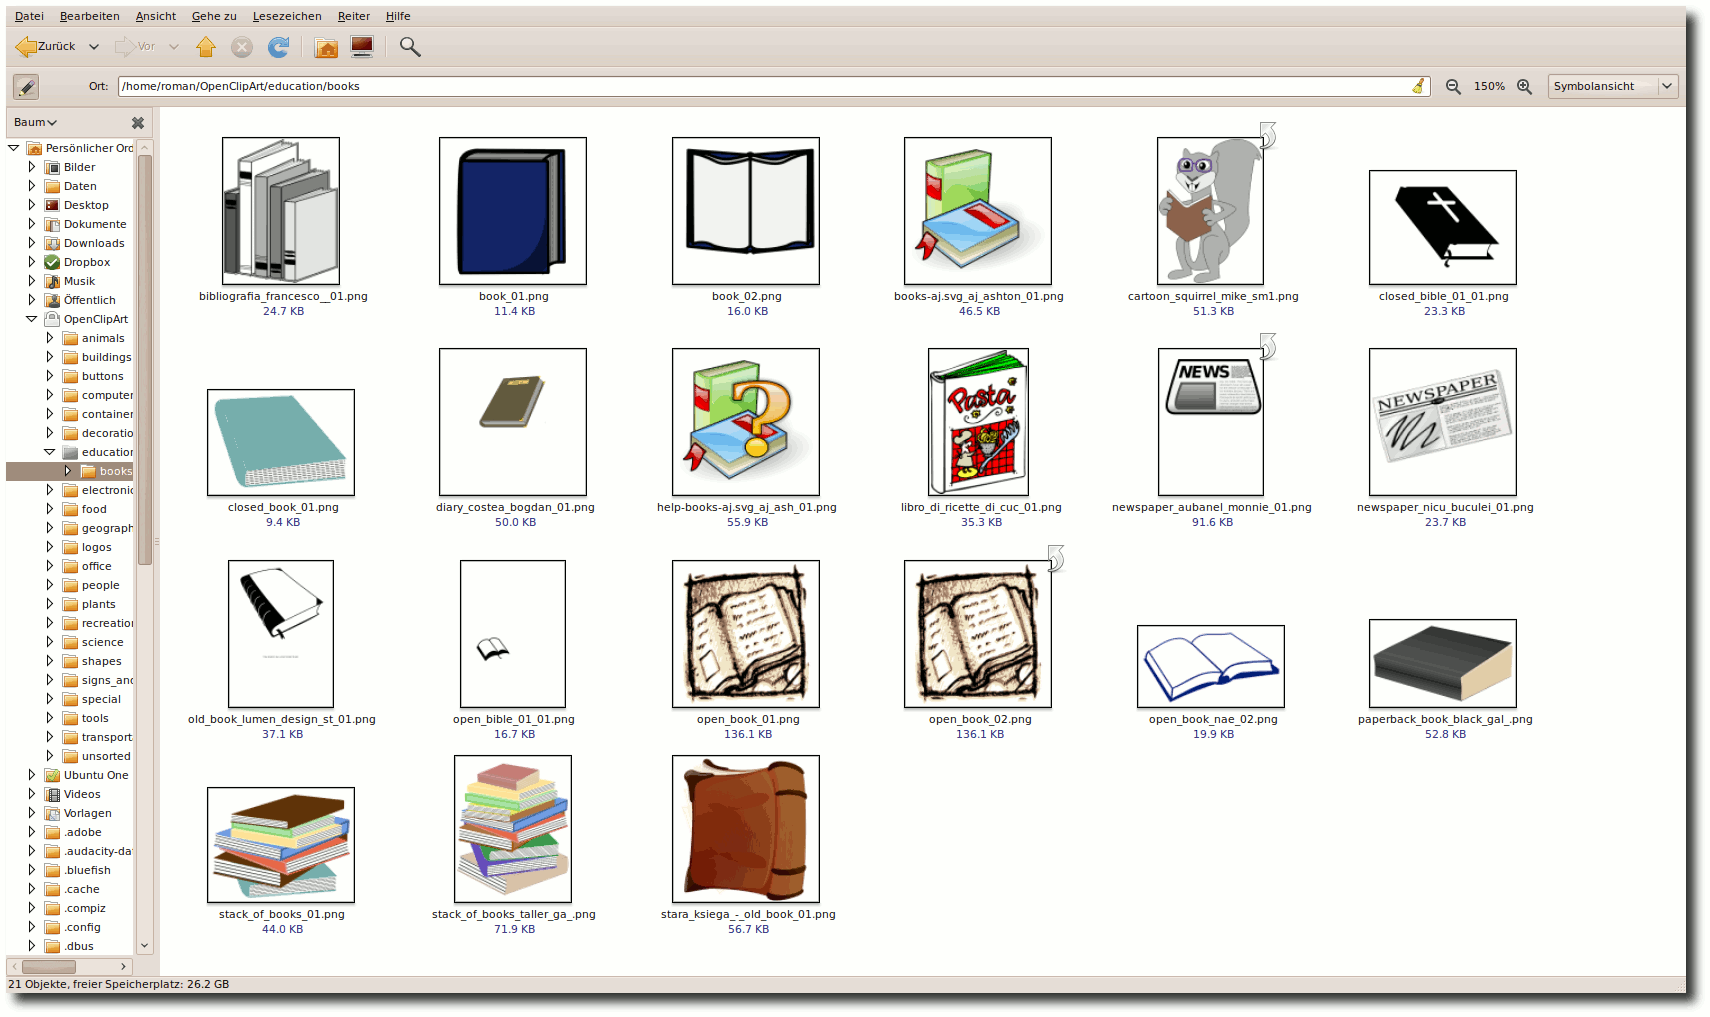 Datei Bearbeiten Ansicht Gehe zu Lesezeichen Reiter Hilfe
Zurück Vor
Ort: /home/roman/OpenClipArt/education/books 150% Symbolansicht
Baum
Persönlicher Ord
Bilder
Daten
Desktop
Dokumente
Downloads
Dropbox
Musik
Öffentlich
OpenClipArt
animals
buildings
buttons
computer
container
decoratio
education
books
electronic
food
geograph
logos
office
people
plants
recreation
science
shapes
signs_and
special
tools
transport
unsorted
Ubuntu One
Videos
Vorlagen
.adobe
.audacity-da
.bluefish
.cache
.compiz
.config
.dbus
bibliografia_francesco__01.png
24.7 KB
book_01.png
11.4 KB
book_02.png
16.0 KB
books-aj.svg_aj_ashton_01.png
46.5 KB
cartoon_squirrel_mike_sm1.png
51.3 KB
closed_bible_01_01.png
23.3 KB
closed_book_01.png
9.4 KB
diary_costea_bogdan_01.png
50.0 KB
help-books-aj.svg_aj_ash_01.png
55.9 KB
Pasta
libro_di_ricette_di_cuc_01.png
35.3 KB
NEWS
newspaper_aubanel_monnie_01.png
91.6 KB
NEWSPAPER
newspaper_nicu_buculei_01.png
23.7 KB
old_book_lumen_design_st_01.png
37.1 KB
open_bible_01_01.png
16.7 KB
open_book_01.png
136.1 KB
open_book_02.png
136.1 KB
open_book_nae_02.png
19.9 KB
paperback_book_black_gal_.png
52.8 KB
stack_of_books_01.png
44.0 KB
stack_of_books_taller_ga_.png
71.9 KB
stara_ksiega_-_old_book_01.png
56.7 KB
21 Objekte, freier Speicherplatz: 26.2 GB